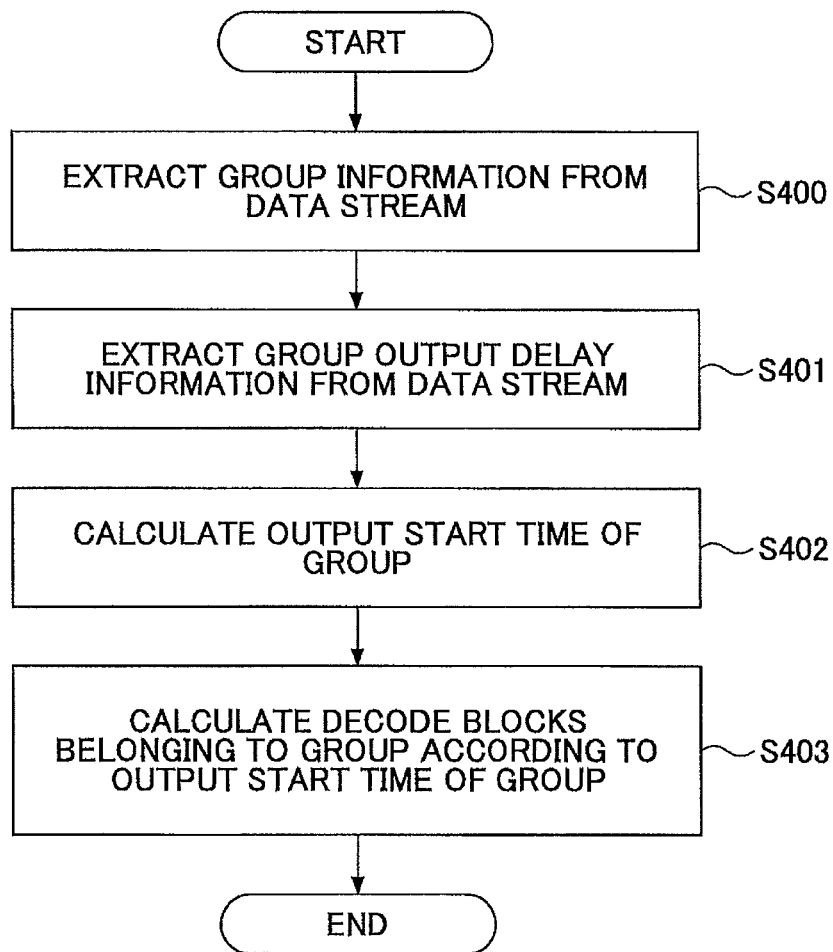 START
EXTRACT GROUP INFORMATION FROM
DATA STREAM
S400
EXTRACT GROUP OUTPUT DELAY
INFORMATION FROM DATA STREAM
S401
CALCULATE OUTPUT START TIME OF
GROUP
S402
CALCULATE DECODE BLOCKS
BELONGING TO GROUP ACCORDING TO
OUTPUT START TIME OF GROUP
S403
END